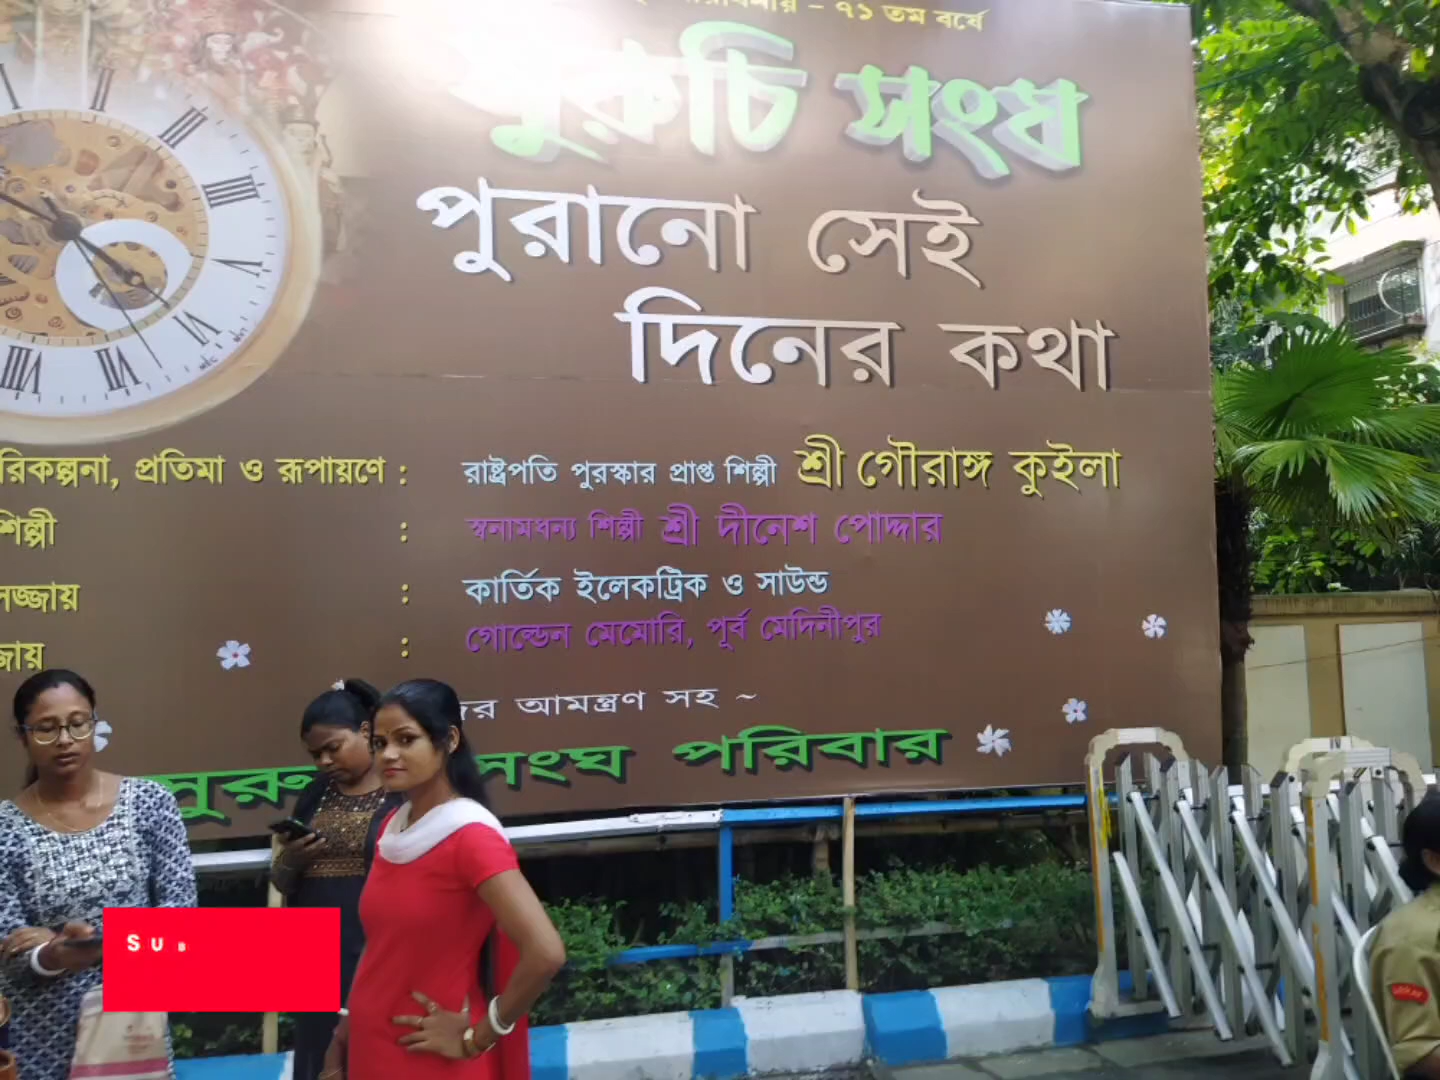 – ৭১ তম বর্ষে
সুরুচি সংঘ
পুরানো সেই
দিনের কথা
রিকল্পনা, প্রতিমা ও রূপায়ণে : রাষ্ট্রপতি পুরস্কার প্রাপ্ত শিল্পী শ্রী গৌরাঙ্গ কুইলা
শিল্পী : স্বনামধন্য শিল্পী শ্রী দীনেশ পোদ্দার
সজ্জায় : কার্তিক ইলেকট্রিক ও সাউন্ড
জায় : গোল্ডেন মেমোরি, পূর্ব মেদিনীপুর
দের আমন্ত্রণ সহ ~
সুরু সংঘ পরিবার
SUB